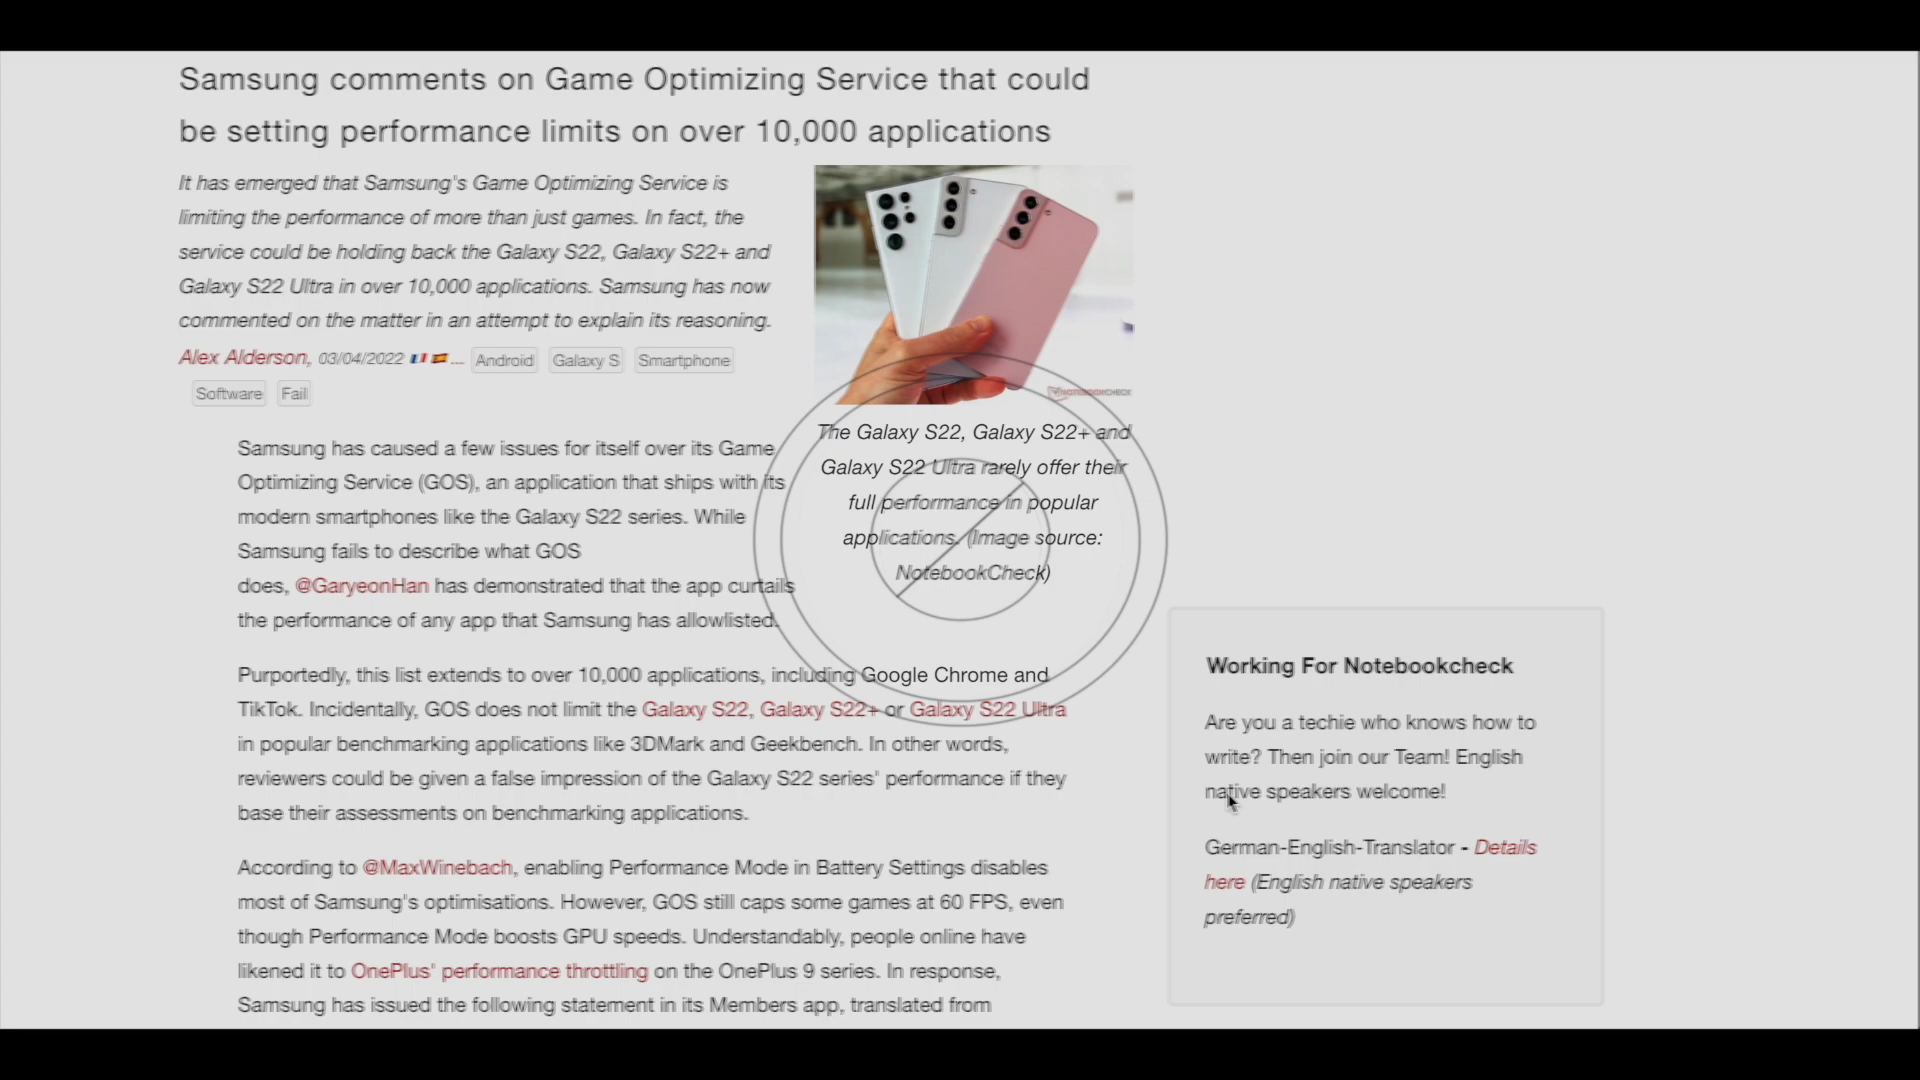 Samsung comments on Game Optimizing Service that could
be setting performance limits on over 10,000 applications
It has emerged that Samsung's Game Optimizing Service is
limiting the performance of more than just games. In fact, the
service could be holding back the Galaxy S22, Galaxy S22+ and
Galaxy S22 Ultra in over 10,000 applications. Samsung has now
commented on the matter in an attempt to explain its reasoning.
Alex Alderson, 03/04/2022 ... Android Galaxy S Smartphone
Software Fail
NOTEBOOKCHECK
The Galaxy S22, Galaxy S22+ and
Galaxy S22 Ultra rarely offer their
full performance in popular
applications. (Image source:
NotebookCheck)
Samsung has caused a few issues for itself over its Game
Optimizing Service (GOS), an application that ships with its
modern smartphones like the Galaxy S22 series. While
Samsung fails to describe what GOS
does, @GaryeonHan has demonstrated that the app curtails
the performance of any app that Samsung has allowlisted.
Purportedly, this list extends to over 10,000 applications, including Google Chrome and
TikTok. Incidentally, GOS does not limit the Galaxy S22, Galaxy S22+ or Galaxy S22 Ultra
in popular benchmarking applications like 3DMark and Geekbench. In other words,
reviewers could be given a false impression of the Galaxy S22 series' performance if they
base their assessments on benchmarking applications.
According to @MaxWinebach, enabling Performance Mode in Battery Settings disables
most of Samsung's optimisations. However, GOS still caps some games at 60 FPS, even
though Performance Mode boosts GPU speeds. Understandably, people online have
likened it to OnePlus' performance throttling on the OnePlus 9 series. In response,
Samsung has issued the following statement in its Members app, translated from
Working For Notebookcheck
Are you a techie who knows how to
write? Then join our Team! English
native speakers welcome!
German-English-Translator - Details
here (English native speakers
preferred)